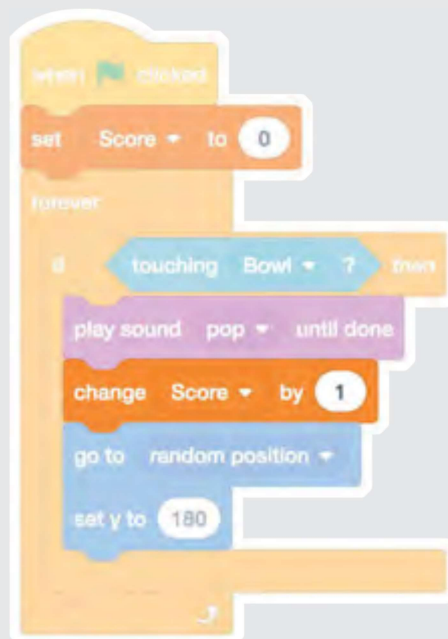 when clicked
set Score to 0
forever
if touching Bowl ? then
play sound pop until done
change Score by 1
go to random position
set y to 180